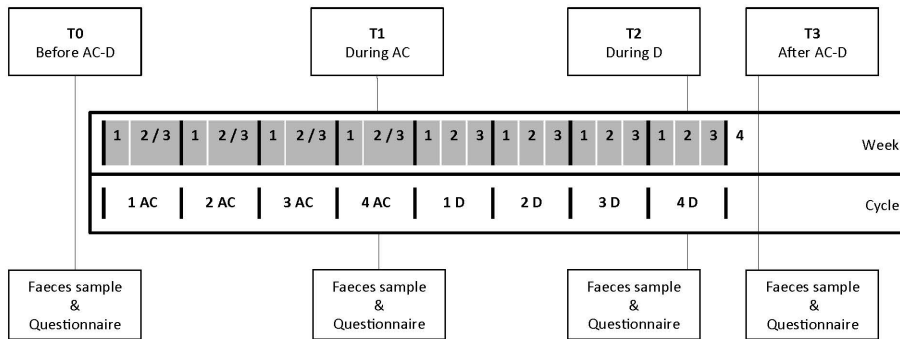 T0
Before AC-D
T1
During AC
T2
During D
T3
After AC-D
1 2 / 3 1 2 / 3 1 2 / 3 1 2 / 3 1 2 3 1 2 3 1 2 3 1 2 3 4 Week
1 AC 2 AC 3 AC 4 AC 1 D 2 D 3 D 4 D Cycle
Faeces sample
&
Questionnaire
Faeces sample
&
Questionnaire
Faeces sample
&
Questionnaire
Faeces sample
&
Questionnaire